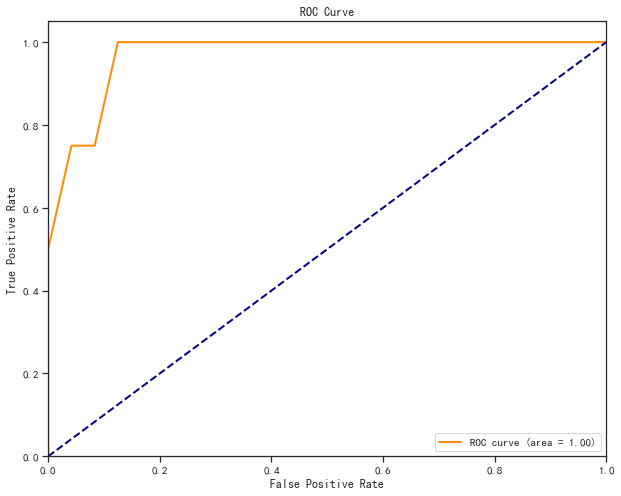 ROC Curve
1.0
0.8
0.6
0.4
0.2
0.0
True Positive Rate
0.0 0.2 0.4 0.6 0.8 1.0
False Positive Rate
ROC curve (area = 1.00)